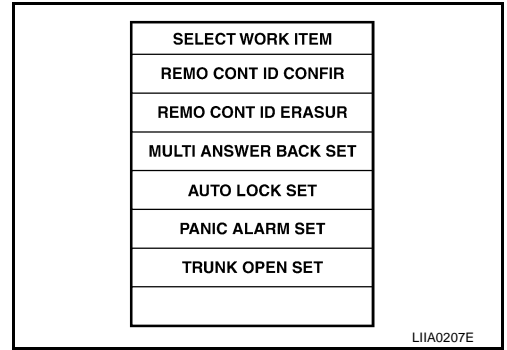 SELECT WORK ITEM
REMO CONT ID CONFIR
REMO CONT ID ERASUR
MULTI ANSWER BACK SET
AUTO LOCK SET
PANIC ALARM SET
TRUNK OPEN SET
LIIA0207E